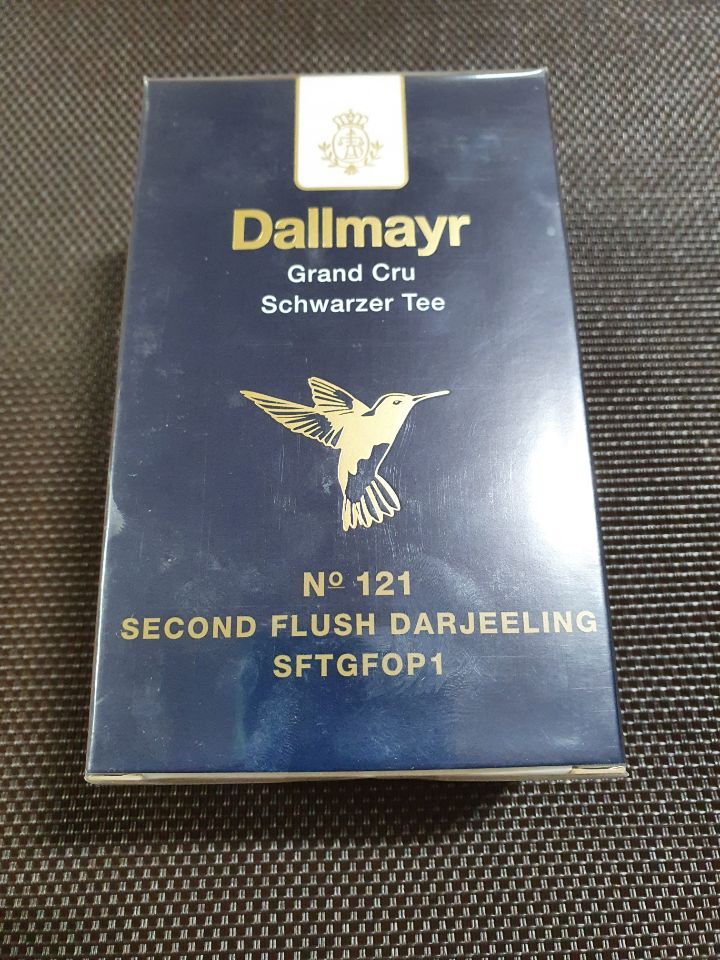 Dallmayr
Grand Cru
Schwarzer Tee
Nº 121
SECOND FLUSH DARJEELING
SFTGFOP1